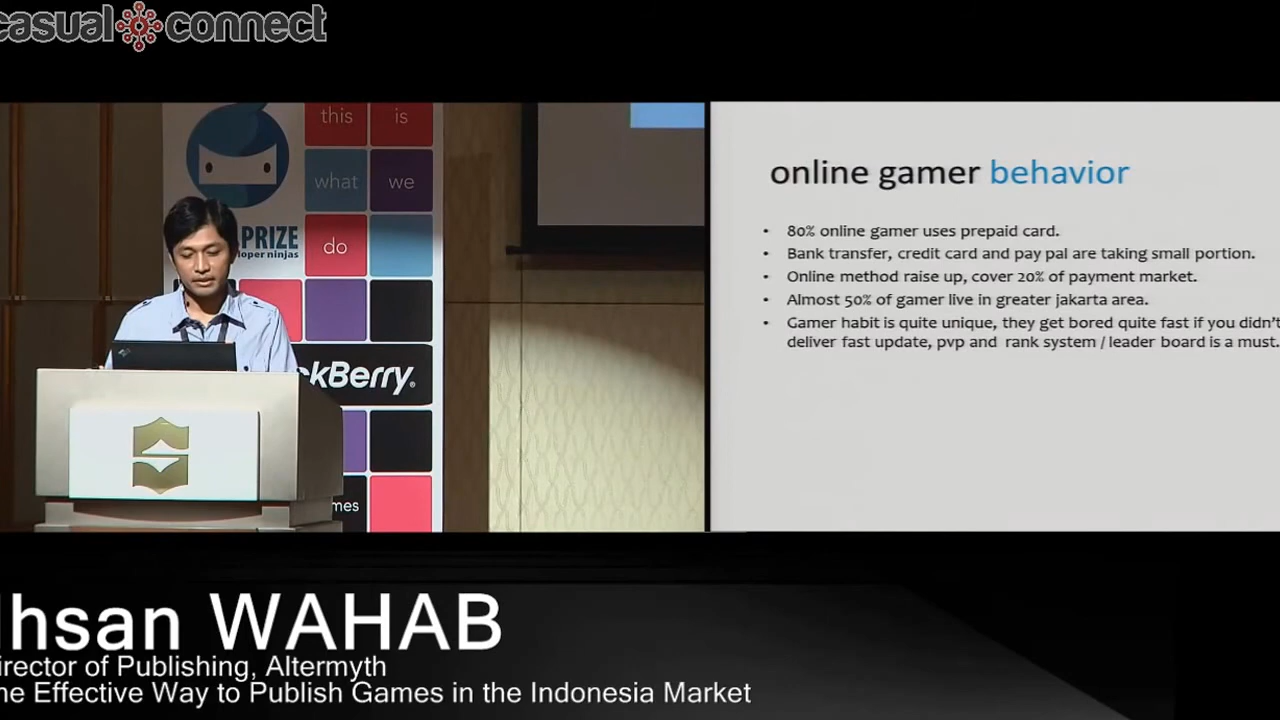 casual connect
this is
what we
PRIZE
loper ninjas
do
ckBerry.
mes
online gamer behavior
• 80% online gamer uses prepaid card.
• Bank transfer, credit card and pay pal are taking small portion.
• Online method raise up, cover 20% of payment market.
• Almost 50% of gamer live in greater jakarta area.
• Gamer habit is quite unique, they get bored quite fast if you didn't
deliver fast update, pvp and rank system / leader board is a must.
Ihsan WAHAB
irector of Publishing, Altermyth
he Effective Way to Publish Games in the Indonesia Market